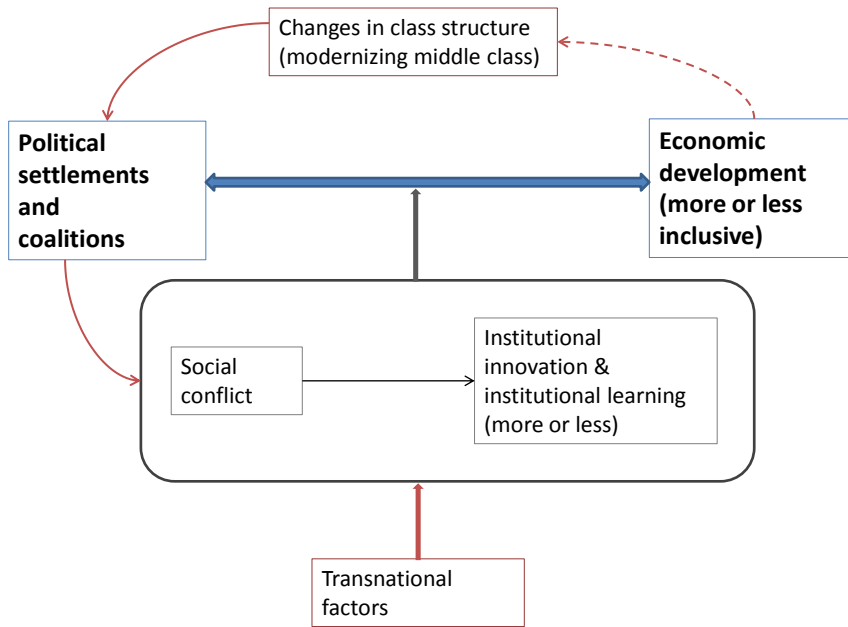 Changes in class structure
(modernizing middle class)
Political
settlements
and
coalitions
Economic
development
(more or less
inclusive)
Social
conflict
Institutional
innovation &
institutional learning
(more or less)
Transnational
factors